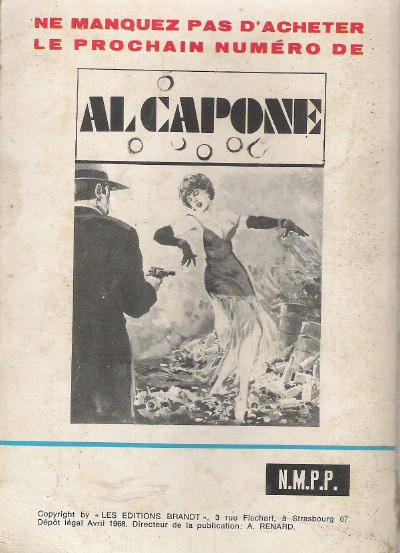 NE MANQUEZ PAS D'ACHETER
LE PROCHAIN NUMÉRO DE
AL CAPONE
N.M.P.P.
Copyright by « LES EDITIONS BRANDT », 3 rue Fischart, à Strasbourg 67.
Dépôt légal Avril 1968. Directeur de la publication: A. RENARD.